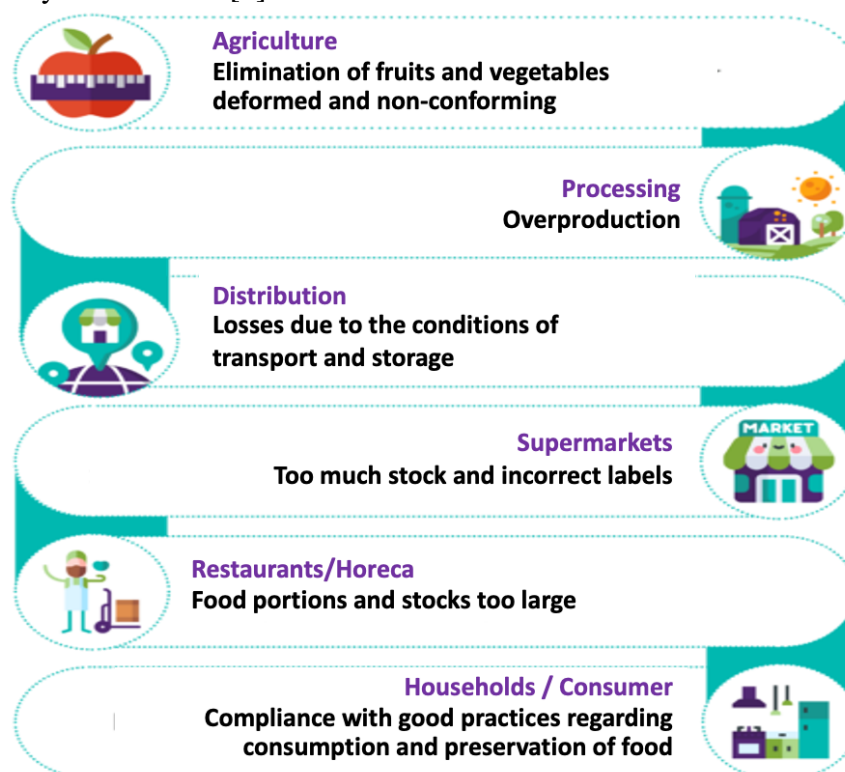 Agriculture
Elimination of fruits and vegetables
deformed and non-conforming
Processing
Overproduction
Distribution
Losses due to the conditions of
transport and storage
MARKET
Supermarkets
Too much stock and incorrect labels
Restaurants/Horeca
Food portions and stocks too large
Households / Consumer
Compliance with good practices regarding
consumption and preservation of food